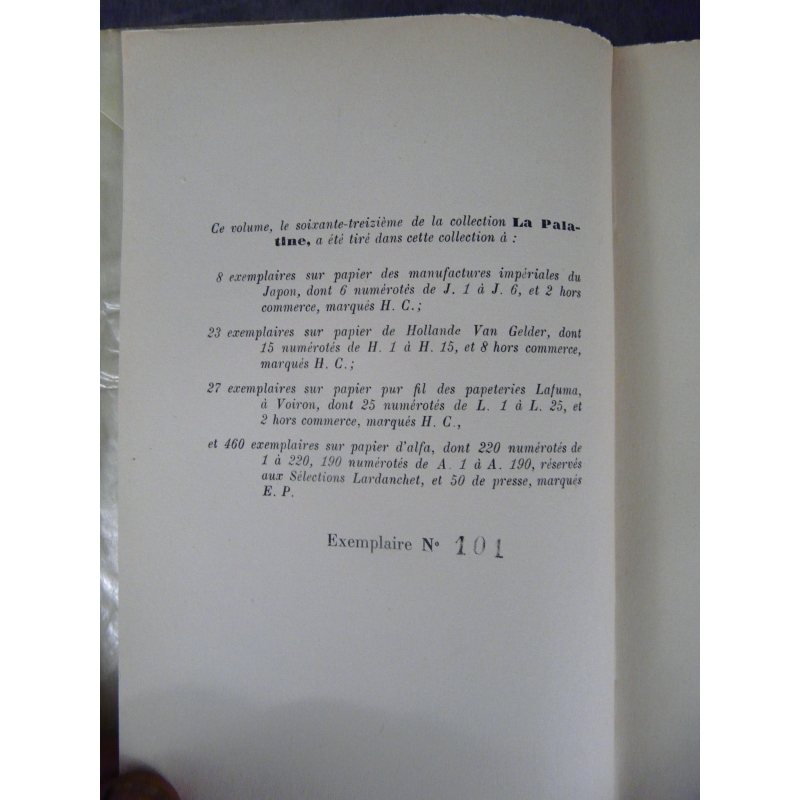 Ce volume, le soixante-treizième de la collection La Pala-
tine, a été tiré dans cette collection à :
8 exemplaires sur papier des manufactures impériales du
Japon, dont 6 numérotés de J. 1 à J. 6, et 2 hors
commerce, marqués H. C.;
23 exemplaires sur papier de Hollande Van Gelder, dont
15 numérotés de H. 1 à H. 15, et 8 hors commerce,
marqués H. C.;
27 exemplaires sur papier pur fil des papeteries Lafuma,
à Voiron, dont 25 numérotés de L. 1 à L. 25, et
2 hors commerce, marqués H. C.,
et 460 exemplaires sur papier d'alfa, dont 220 numérotés de
1 à 220, 190 numérotés de A. 1 à A. 190, réservés
aux Sélections Lardanchet, et 50 de presse, marqués
E. P.
Exemplaire N° 101